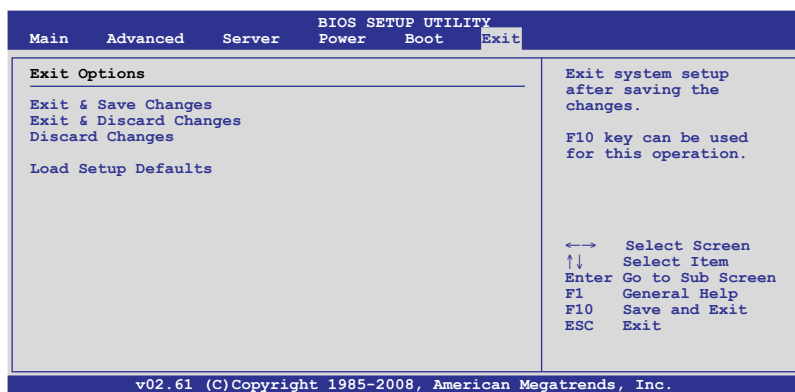 BIOS SETUP UTILITY
Main Advanced Server Power Boot Exit
Exit Options
Exit & Save Changes
Exit & Discard Changes
Discard Changes
Load Setup Defaults
Exit system setup
after saving the
changes.
F10 key can be used
for this operation.
←→ Select Screen
↑↓ Select Item
Enter Go to Sub Screen
F1 General Help
F10 Save and Exit
ESC Exit
v02.61 (C)Copyright 1985-2008, American Megatrends, Inc.